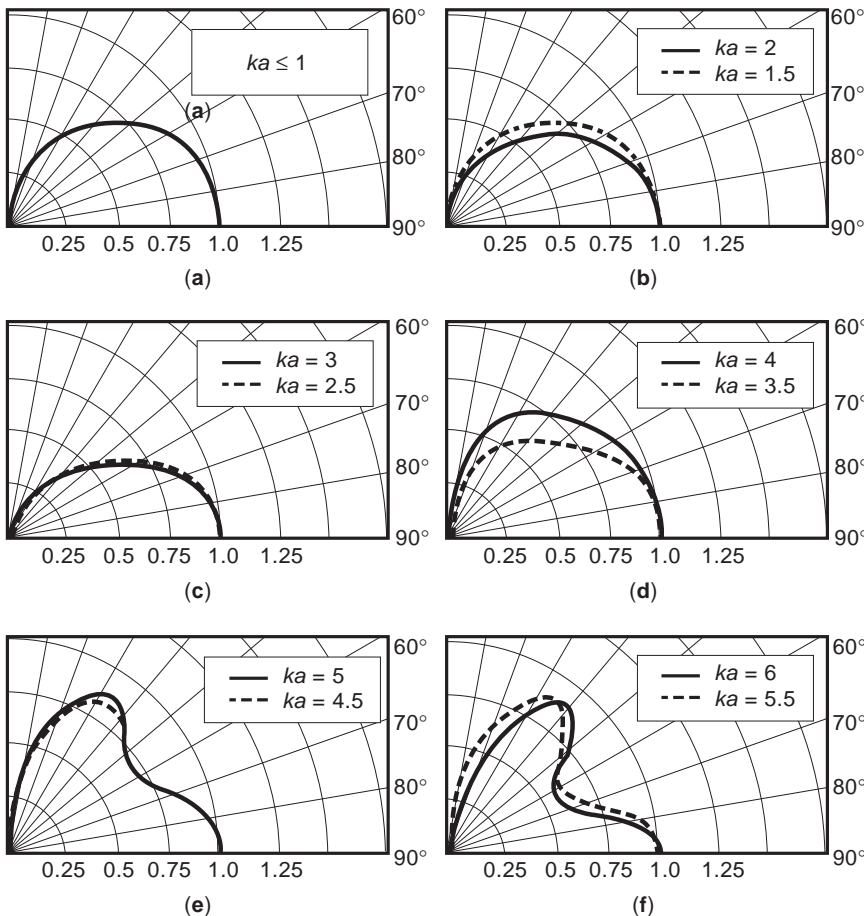 60°
ka ≤ 1
(a)
70°
80°
90°
0.25 0.5 0.75 1.0 1.25
(a)
60°
ka = 2
ka = 1.5
70°
80°
90°
0.25 0.5 0.75 1.0 1.25
(b)
60°
ka = 3
ka = 2.5
70°
80°
90°
0.25 0.5 0.75 1.0 1.25
(c)
60°
ka = 4
ka = 3.5
70°
80°
90°
0.25 0.5 0.75 1.0 1.25
(d)
60°
ka = 5
ka = 4.5
70°
80°
90°
0.25 0.5 0.75 1.0 1.25
(e)
60°
ka = 6
ka = 5.5
70°
80°
90°
0.25 0.5 0.75 1.0 1.25
(f)